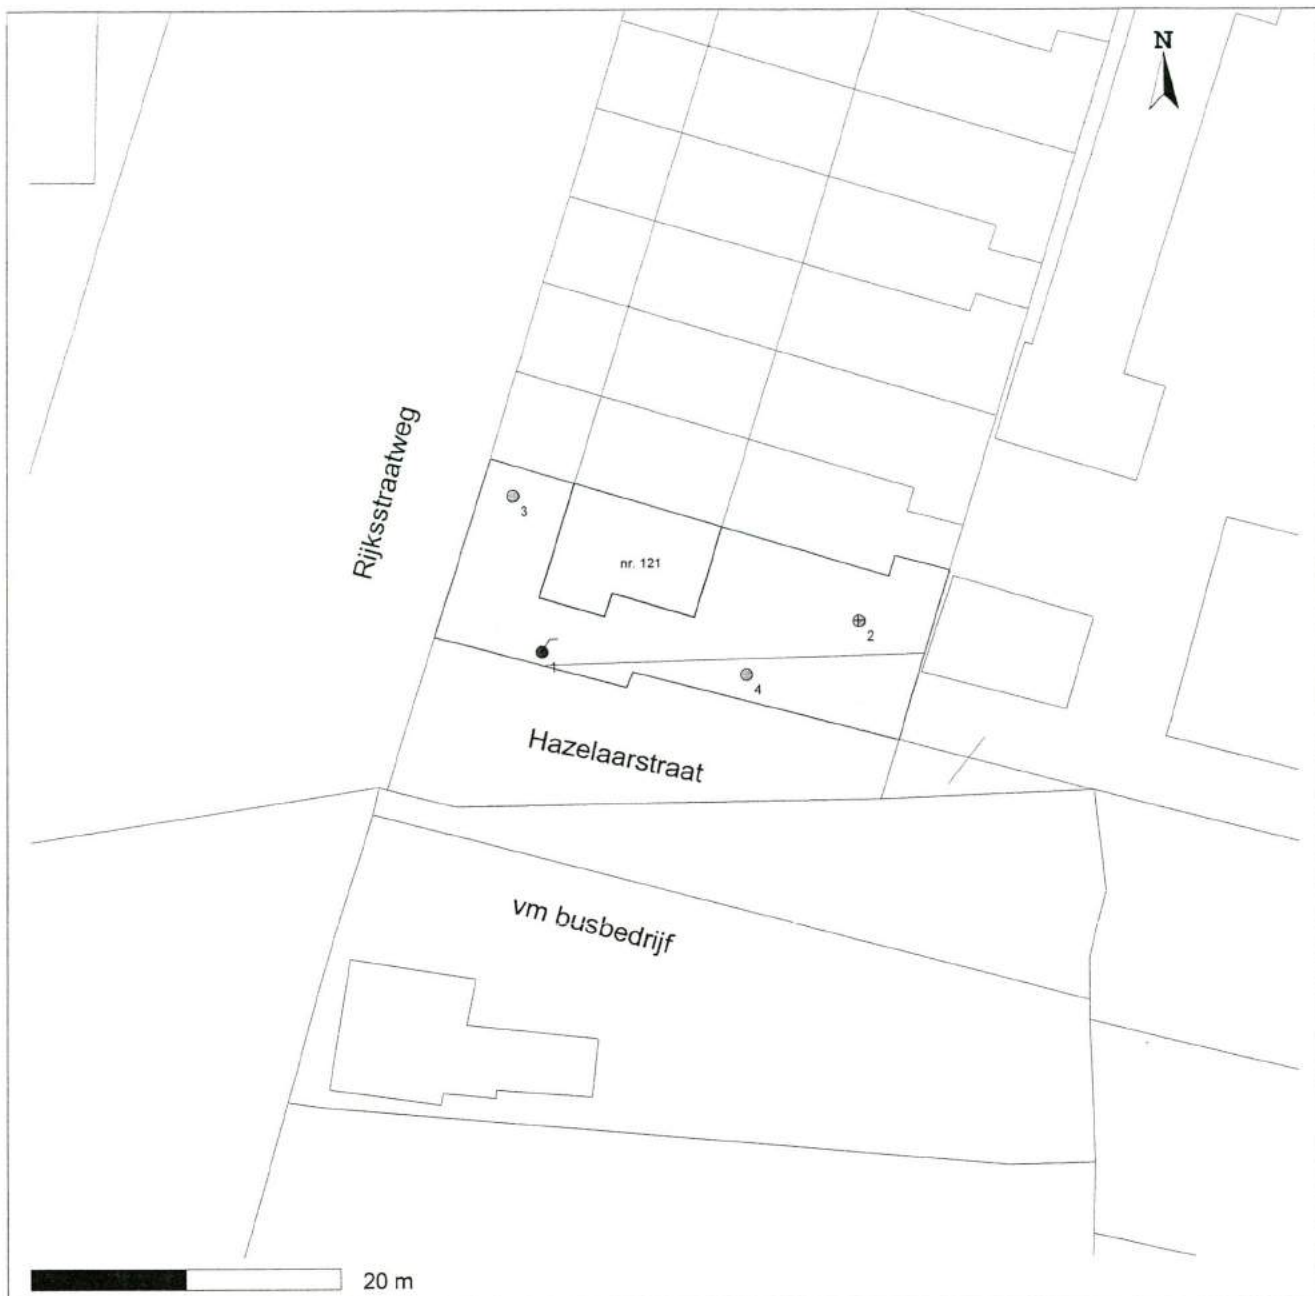 N
Rijksstraatweg
3
nr. 121
2
1
4
Hazelaarstraat
vm busbedrijf
20 m